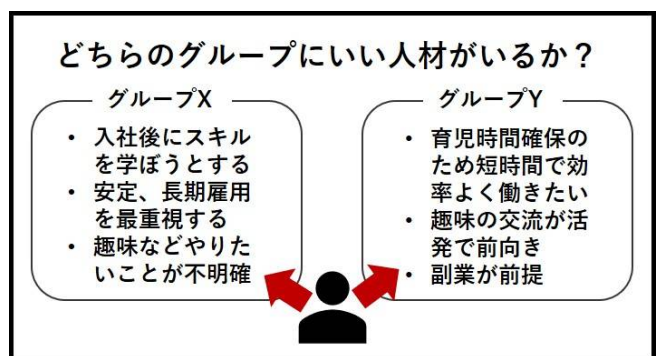 どちらのグループにいい人材がいるか？
グループX
• 入社後にスキル
を学ぼうとする
• 安定、長期雇用
を最重視する
• 趣味などやりた
いことが不明確
グループY
• 育児時間確保の
ため短時間で効
率よく働きたい
• 趣味の交流が活
発で前向き
• 副業が前提